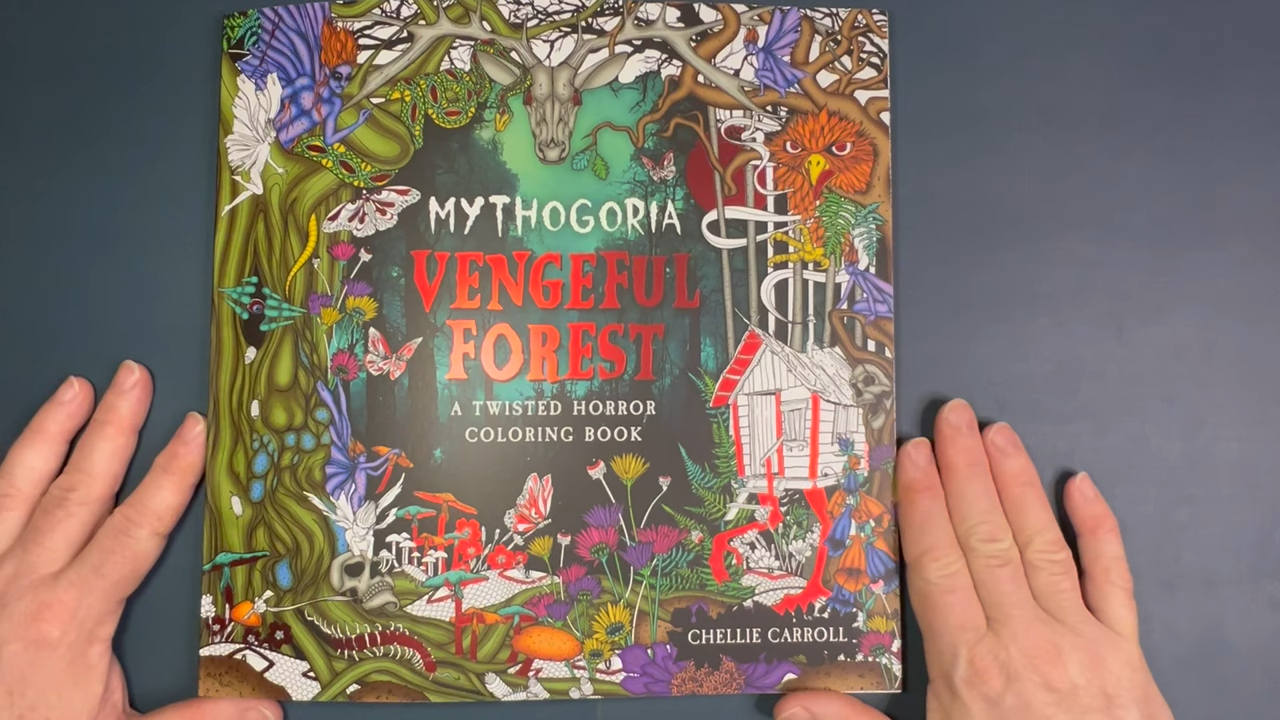 MYTHOGORIA
VENGEFUL
FOREST
A TWISTED HORROR
COLORING BOOK
CHELLIE CARROLL